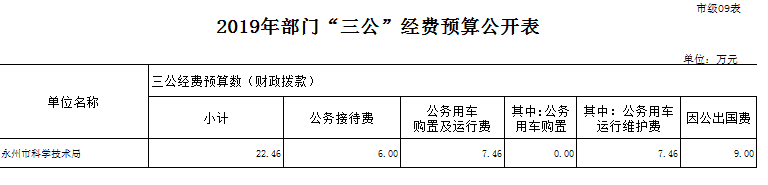 市级09表
2019年部门“三公”经费预算公开表
单位：万元
单位名称
三公经费预算数（财政拨款）
小计
公务接待费
公务用车
购置及运行费
其中:公务
用车购置
其中：公务用车
运行维护费
因公出国费
永州市科学技术局 22.46 6.00 7.46 0.00 7.46 9.00